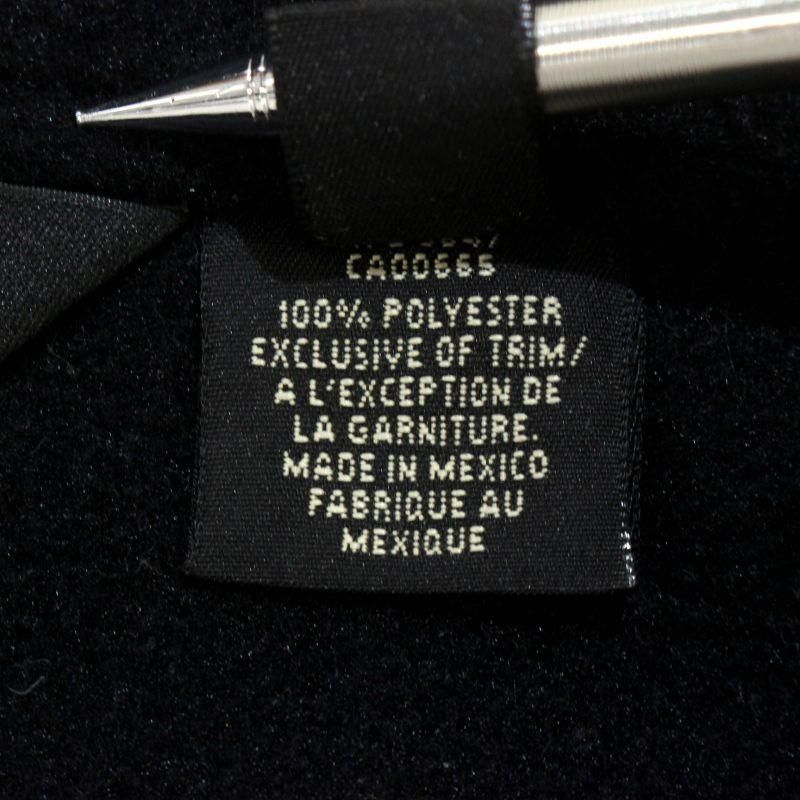 CA00665
100% POLYESTER
EXCLUSIVE OF TRIM/
A L'EXCEPTION DE
LA GARNITURE.
MADE IN MEXICO
FABRIQUE AU
MEXIQUE